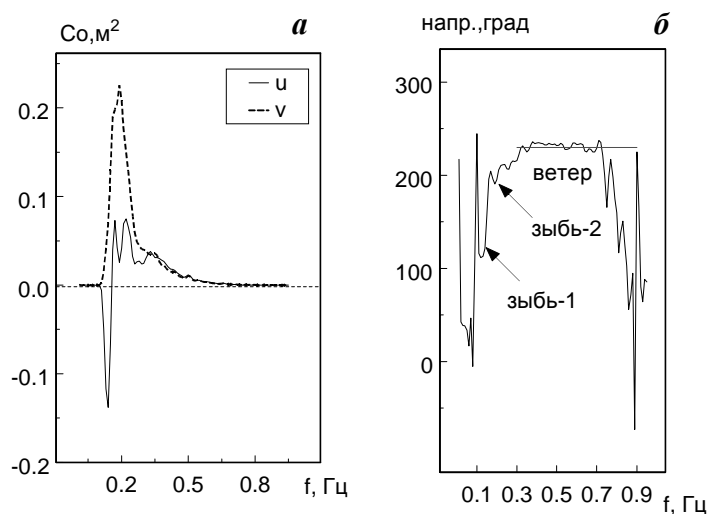 Co,м²
а
u
v
0.2
0.1
0.0
-0.1
-0.2
0.2 0.5 0.8 f, Гц
напр.,град
б
300
200
100
0
ветер
зыбь-2
зыбь-1
0.1 0.3 0.5 0.7 0.9 f, Гц